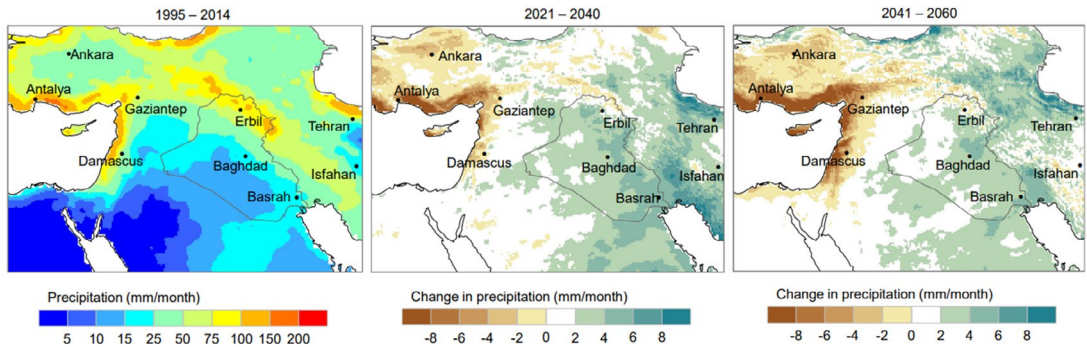 1995 – 2014
Ankara
Antalya
Gaziantep
Erbil
Tehran
Damascus
Baghdad
Isfahan
Basrah
Precipitation (mm/month)
5 10 15 25 50 75 100 150 200
2021 – 2040
Ankara
Antalya
Gaziantep
Erbil
Tehran
Damascus
Baghdad
Isfahan
Basrah
Change in precipitation (mm/month)
-8 -6 -4 -2 0 2 4 6 8
2041 – 2060
Ankara
Antalya
Gaziantep
Erbil
Tehran
Damascus
Baghdad
Isfahan
Basrah
Change in precipitation (mm/month)
-8 -6 -4 -2 0 2 4 6 8